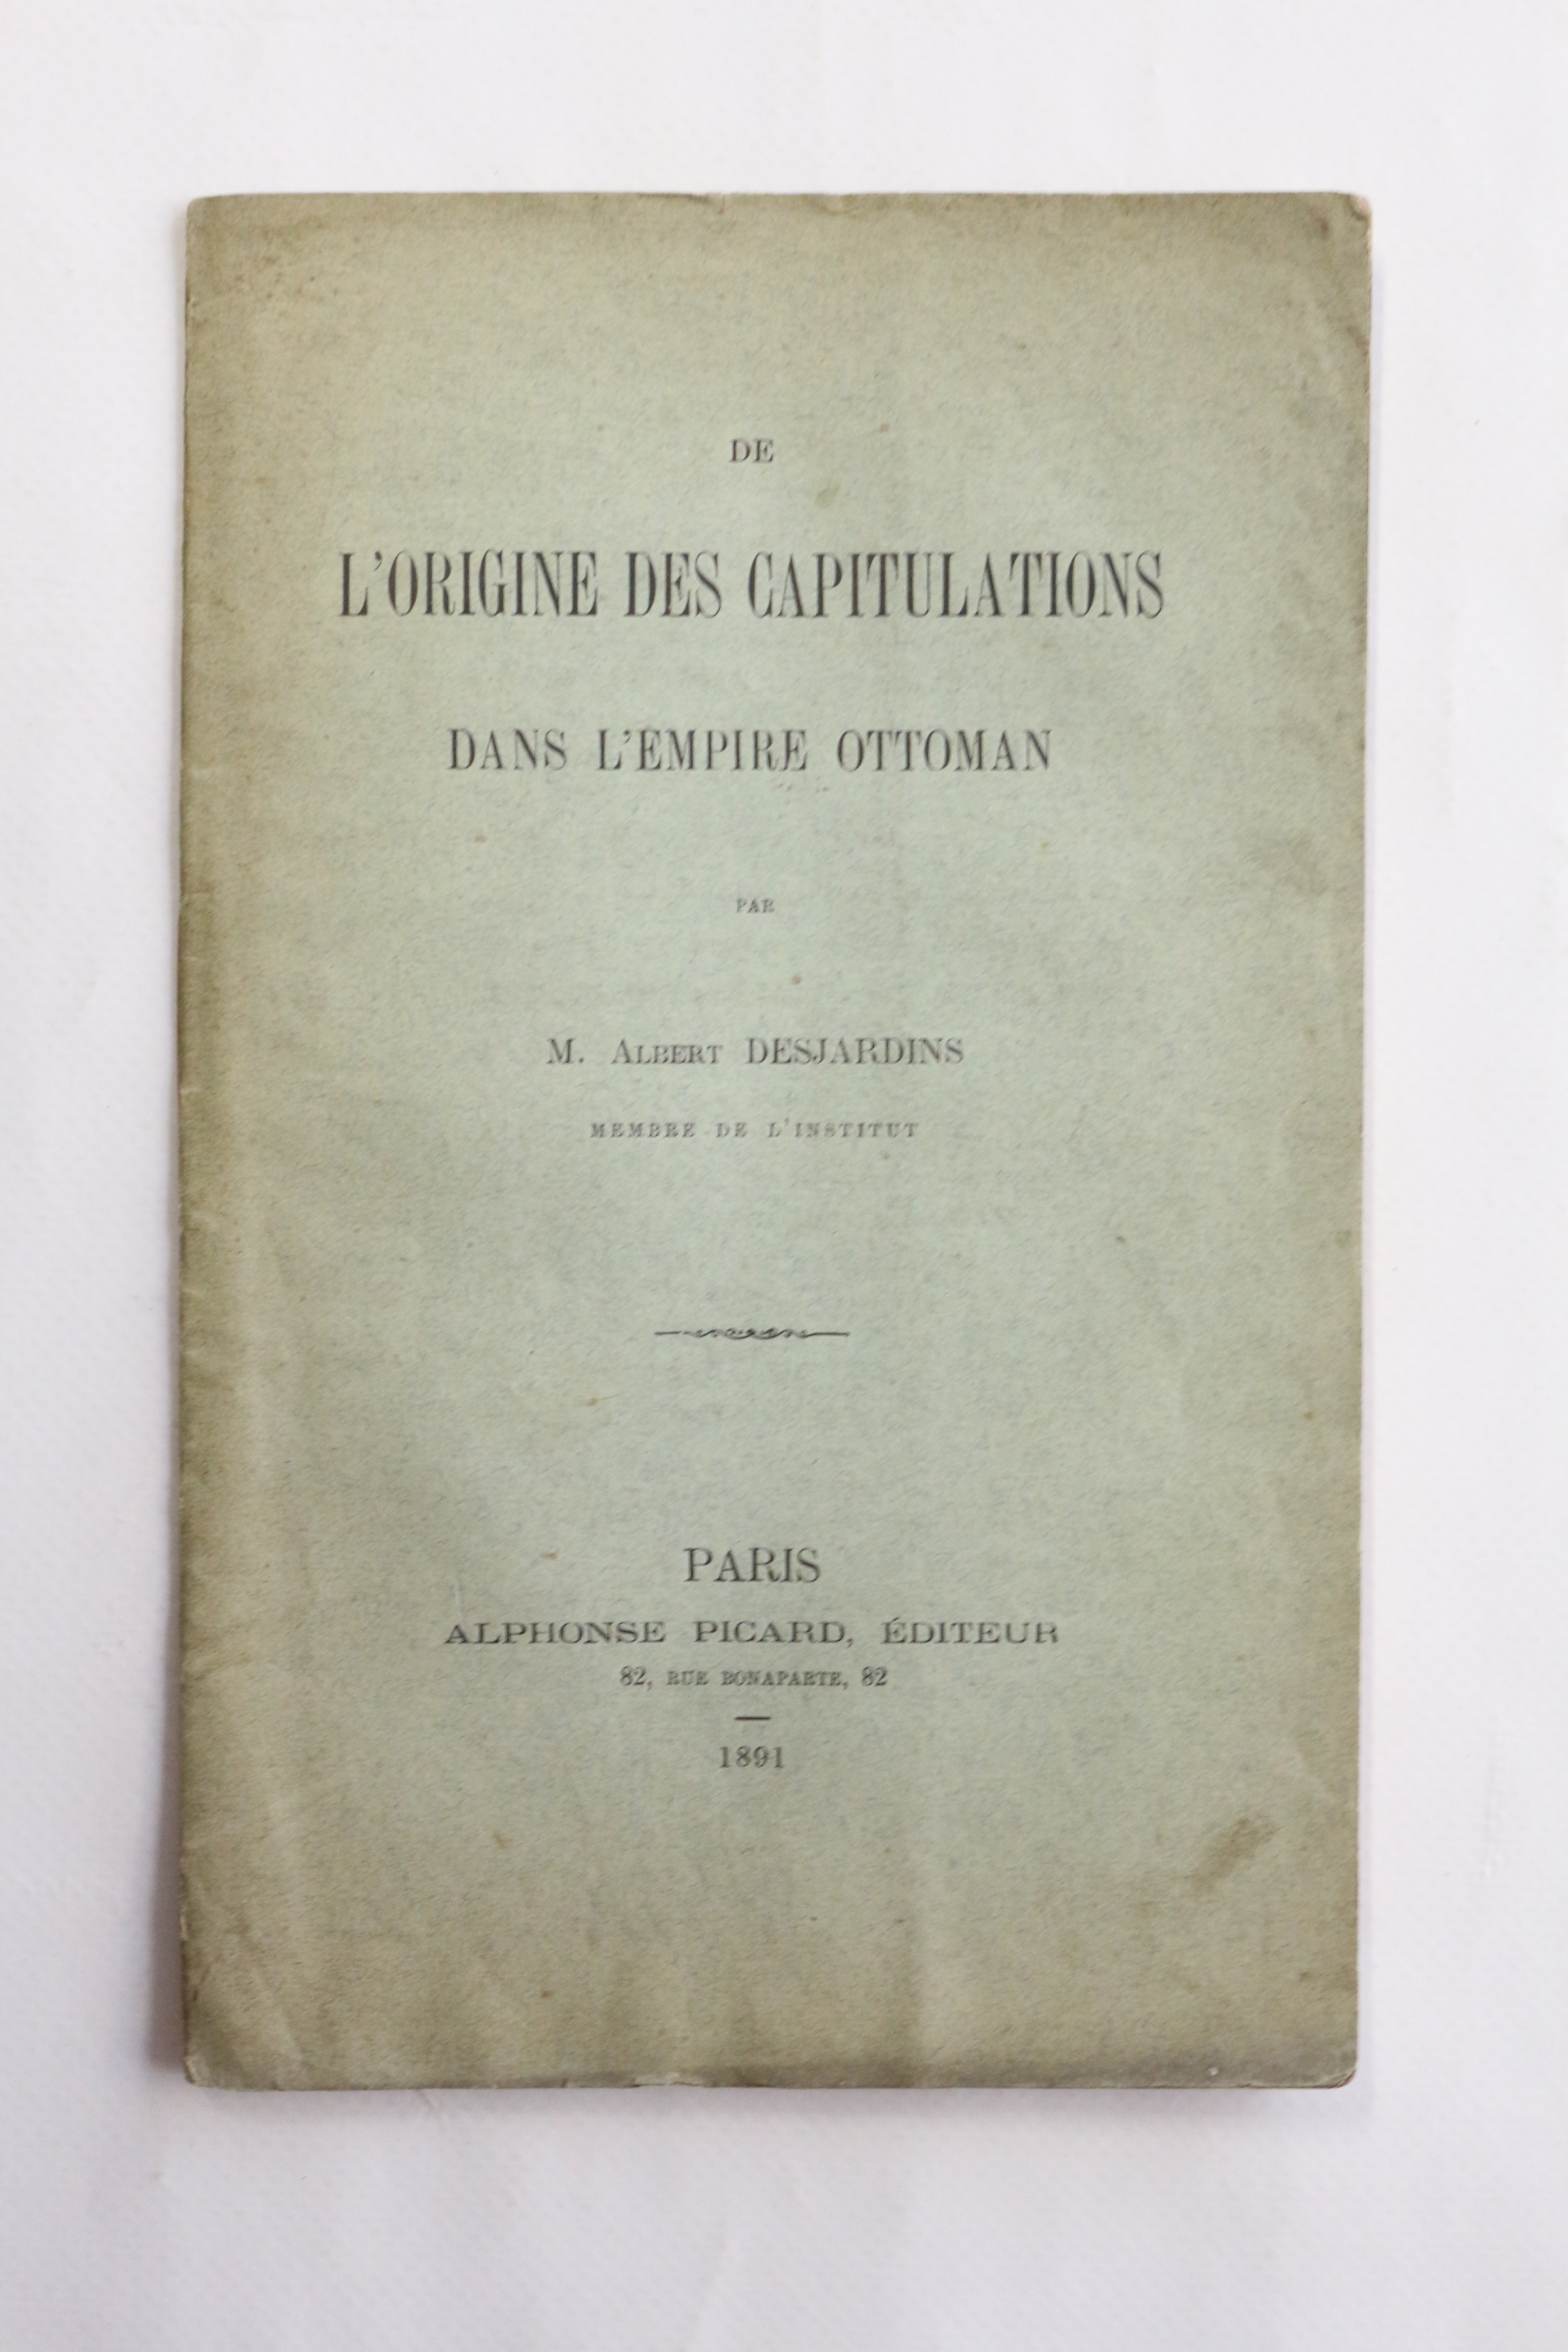 DE
L'ORIGINE DES CAPITULATIONS
DANS L'EMPIRE OTTOMAN
PAR
M. ALBERT DESJARDINS
MEMBRE DE L'INSTITUT
PARIS
ALPHONSE PICARD, ÉDITEUR
82, RUE BONAPARTE, 82
1891